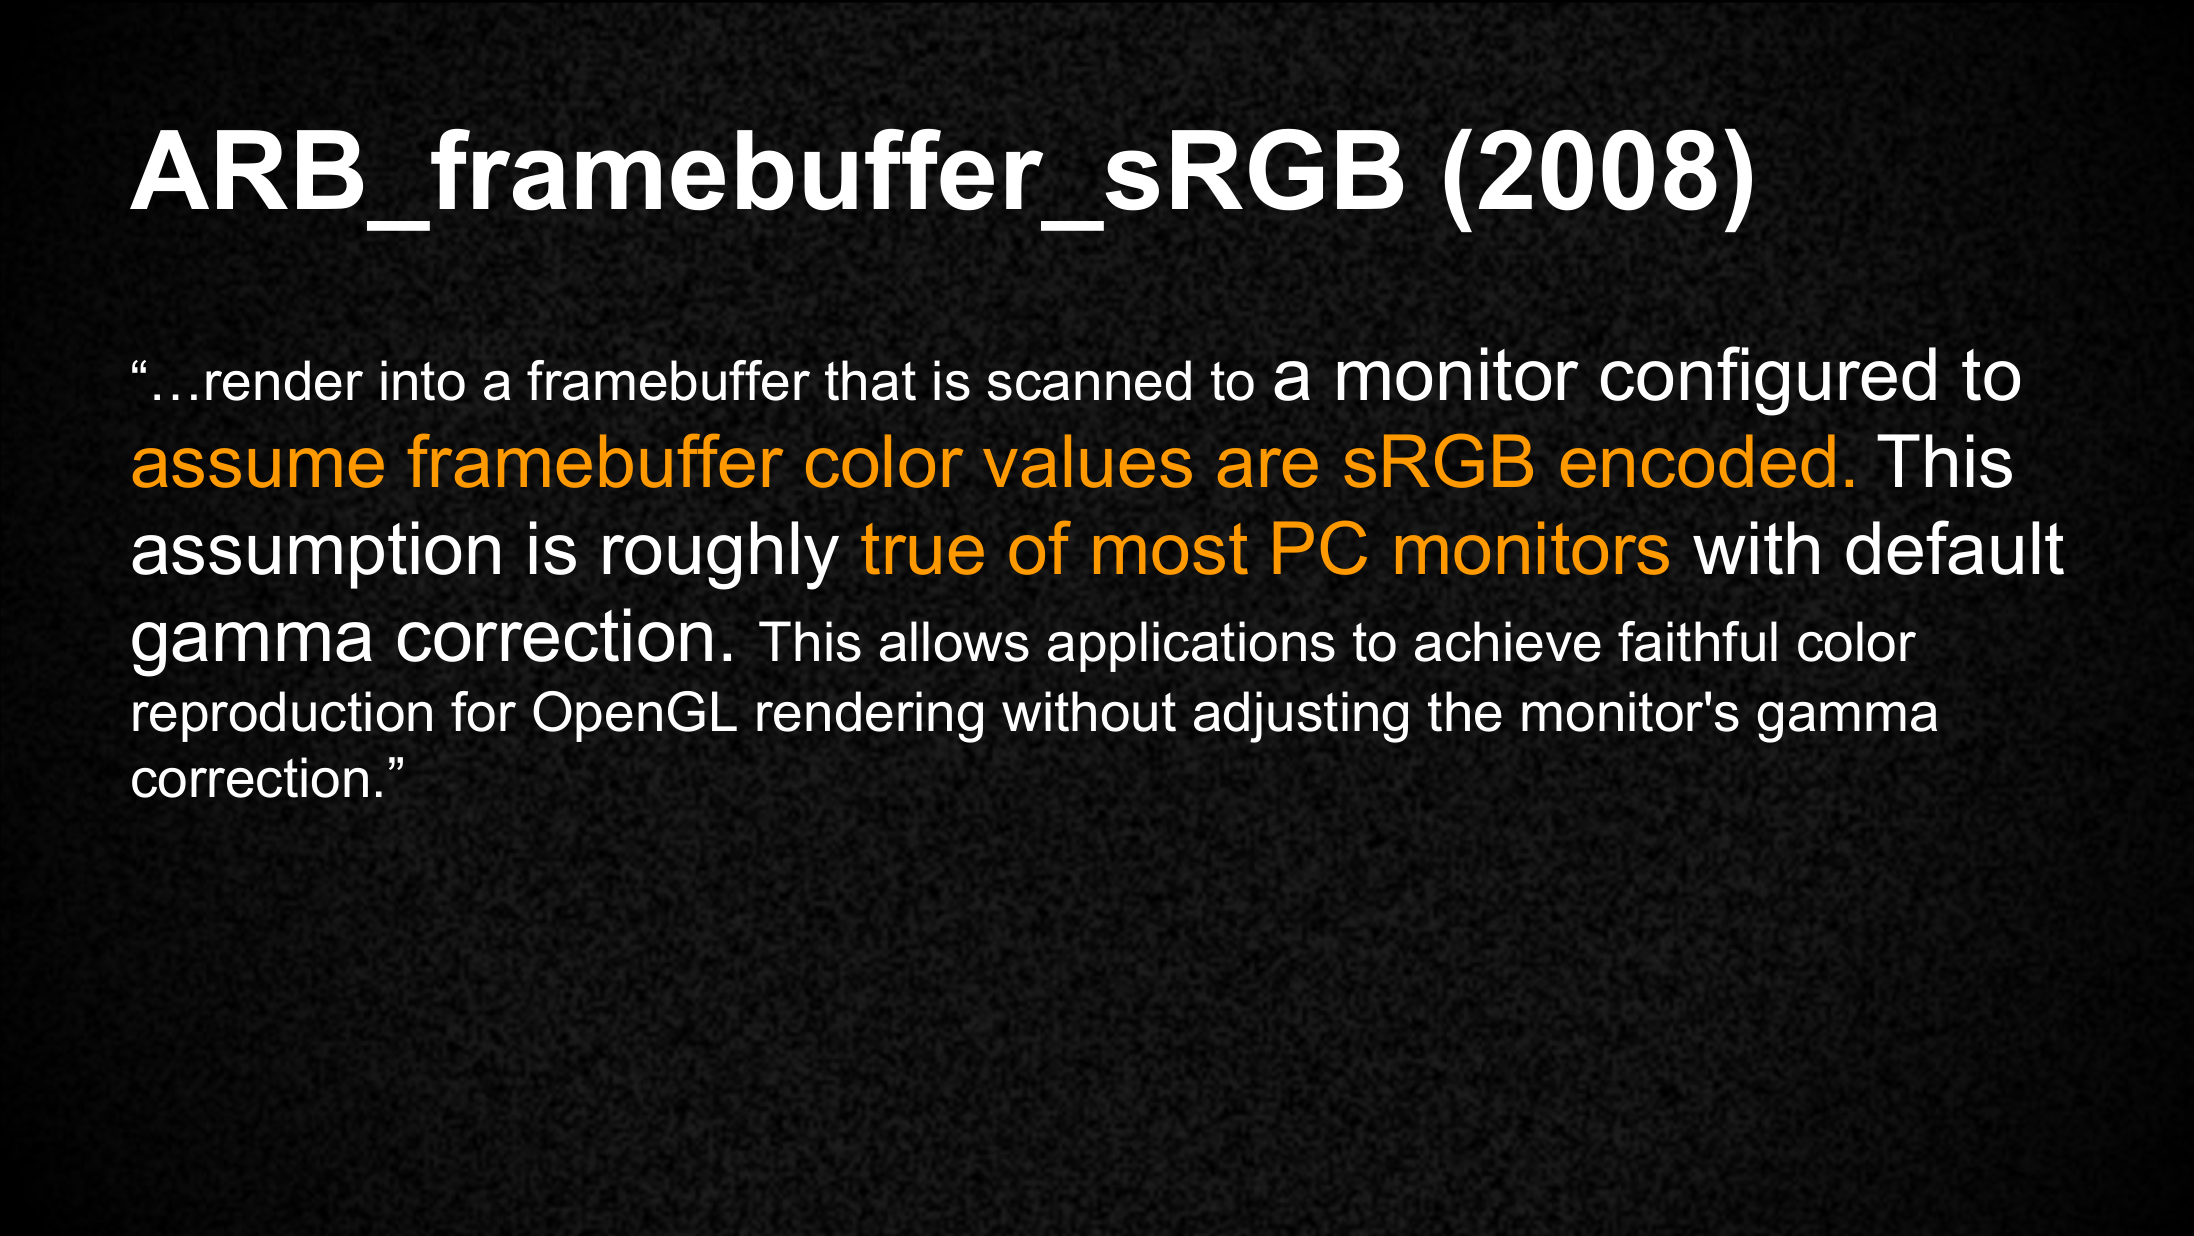 ARB_framebuffer_sRGB (2008)
“…render into a framebuffer that is scanned to a monitor configured to
assume framebuffer color values are sRGB encoded. This
assumption is roughly true of most PC monitors with default
gamma correction. This allows applications to achieve faithful color
reproduction for OpenGL rendering without adjusting the monitor's gamma
correction.”